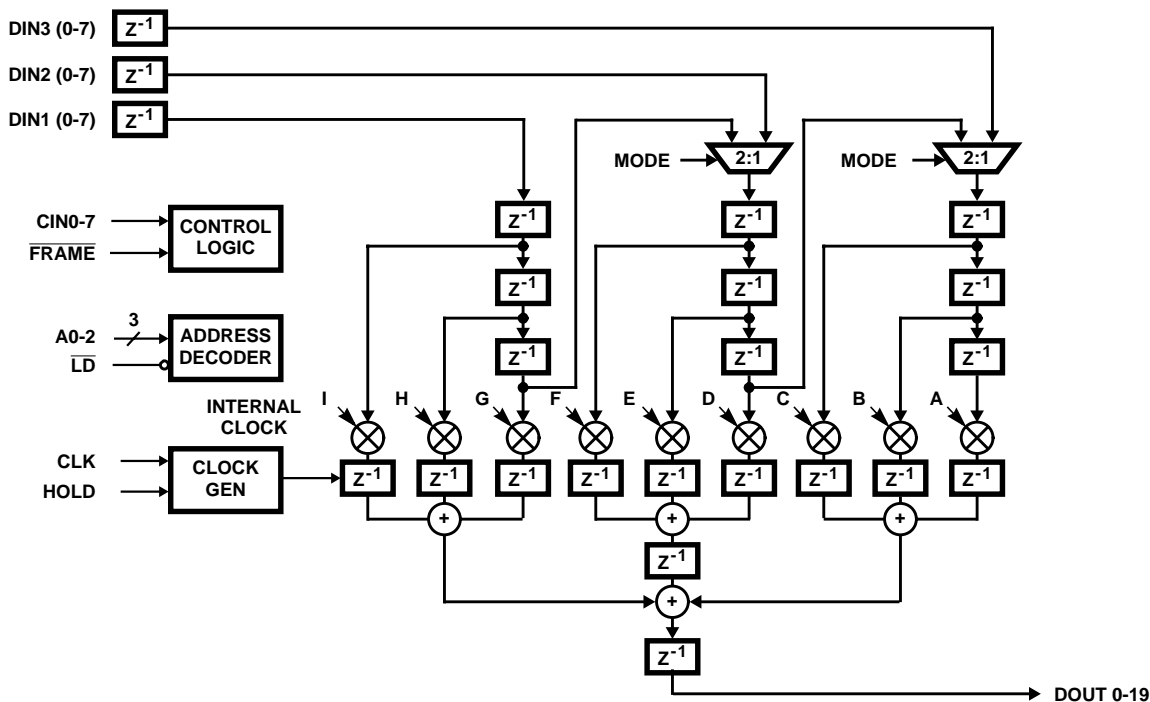 DIN3 (0-7) Z-1
DIN2 (0-7) Z-1
DIN1 (0-7) Z-1
MODE 2:1 MODE 2:1
CIN0-7
FRAME
CONTROL
LOGIC
Z-1 Z-1 Z-1
Z-1 Z-1 Z-1
Z-1 Z-1 Z-1
A0-2 3
LD
ADDRESS
DECODER
INTERNAL
CLOCK
I H G F E D C B A
CLK
HOLD
CLOCK
GEN
Z-1 Z-1 Z-1 Z-1 Z-1 Z-1 Z-1 Z-1 Z-1
+ + +
Z-1
+
Z-1
DOUT 0-19